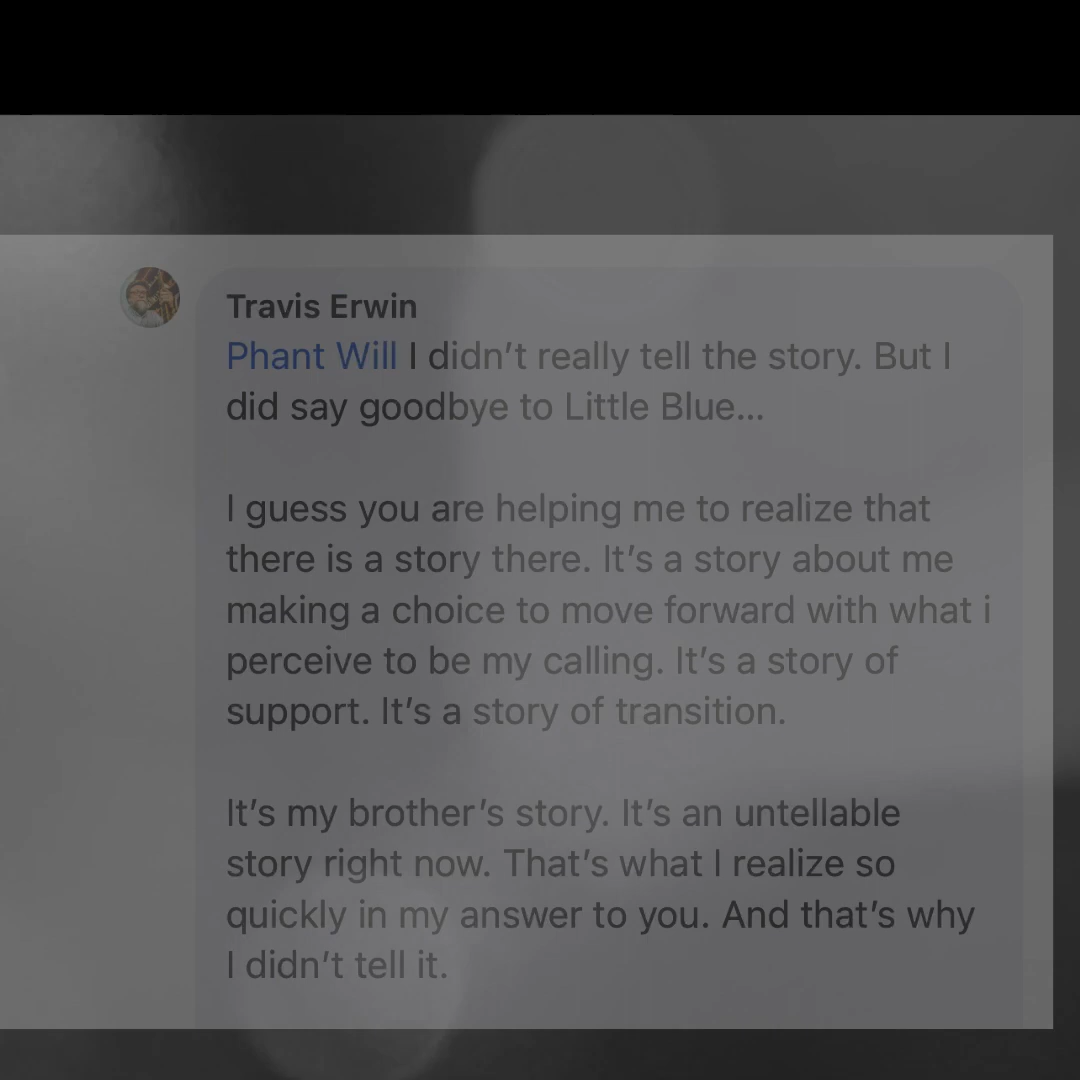 Travis Erwin
Phant Will I didn’t really tell the story. But I
did say goodbye to Little Blue...
I guess you are helping me to realize that
there is a story there. It’s a story about me
making a choice to move forward with what i
perceive to be my calling. It’s a story of
support. It’s a story of transition.
It’s my brother’s story. It’s an untellable
story right now. That’s what I realize so
quickly in my answer to you. And that’s why
I didn’t tell it.